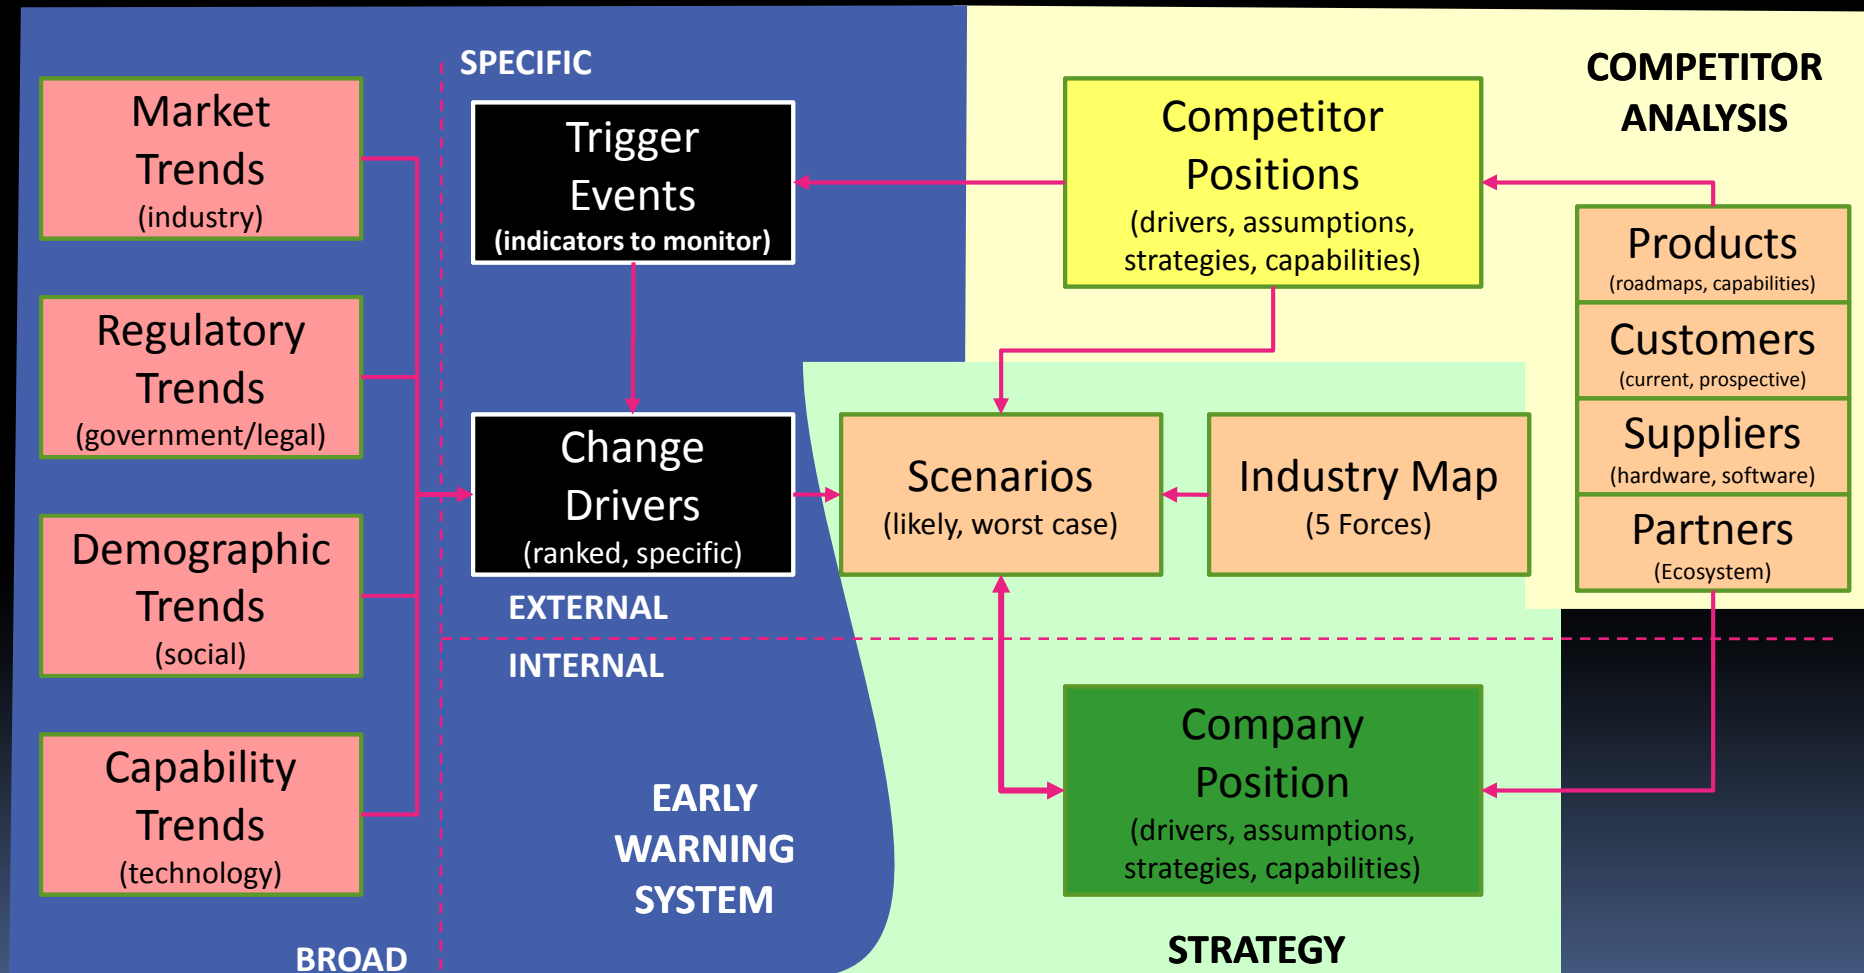 SPECIFIC
COMPETITOR
ANALYSIS
Market
Trends
(industry)
Trigger
Events
(indicators to monitor)
Competitor
Positions
(drivers, assumptions,
strategies, capabilities)
Products
(roadmaps, capabilities)
Regulatory
Trends
(government/legal)
Customers
(current, prospective)
Change
Drivers
(ranked, specific)
Scenarios
(likely, worst case)
Industry Map
(5 Forces)
Suppliers
(hardware, software)
Partners
(Ecosystem)
Demographic
Trends
(social)
EXTERNAL
INTERNAL
Capability
Trends
(technology)
EARLY
WARNING
SYSTEM
Company
Position
(drivers, assumptions,
strategies, capabilities)
BROAD
STRATEGY